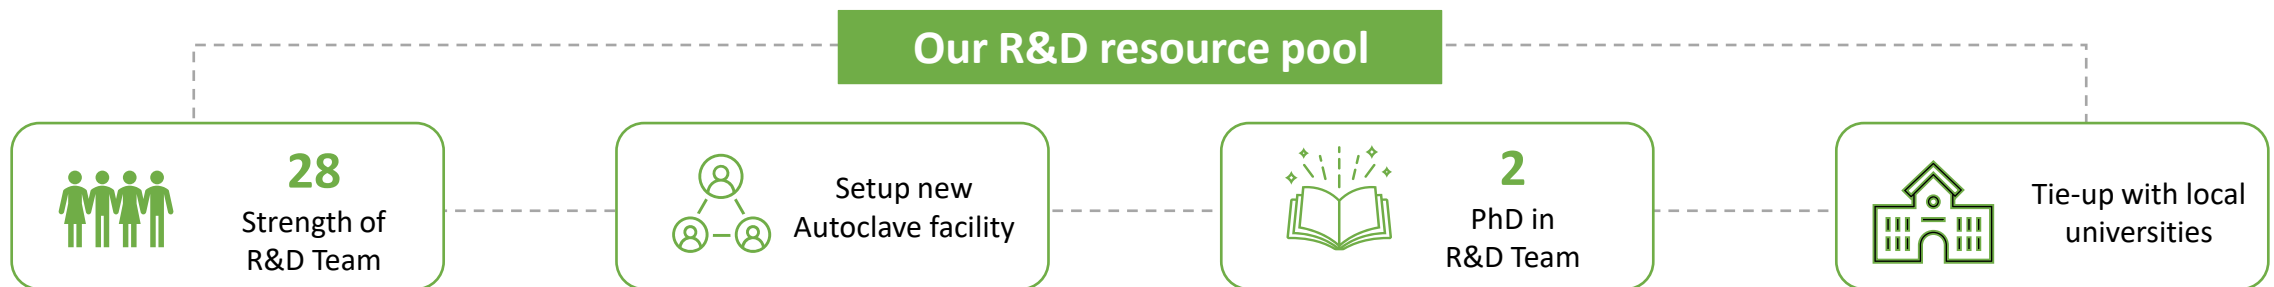 Our R&D resource pool
28
Strength of
R&D Team
Setup new
Autoclave facility
2
PhD in
R&D Team
Tie-up with local
universities